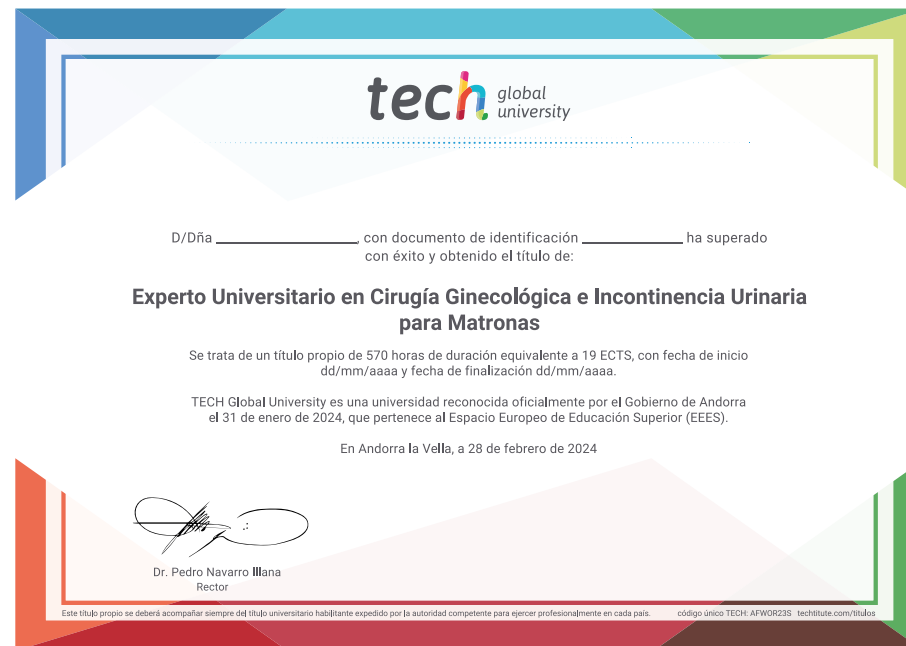 tech global
university
D/Dña ____________________, con documento de identificación ______________ ha superado
con éxito y obtenido el título de:
Experto Universitario en Cirugía Ginecológica e Incontinencia Urinaria
para Matronas
Se trata de un título propio de 570 horas de duración equivalente a 19 ECTS, con fecha de inicio
dd/mm/aaaa y fecha de finalización dd/mm/aaaa.
TECH Global University es una universidad reconocida oficialmente por el Gobierno de Andorra
el 31 de enero de 2024, que pertenece al Espacio Europeo de Educación Superior (EEES).
En Andorra la Vella, a 28 de febrero de 2024
Dr. Pedro Navarro Illana
Rector
Este título propio se deberá acompañar siempre del título universitario habilitante expedido por la autoridad competente para ejercer profesionalmente en cada país. código único TECH: AFWOR23S techtitute.com/titulos